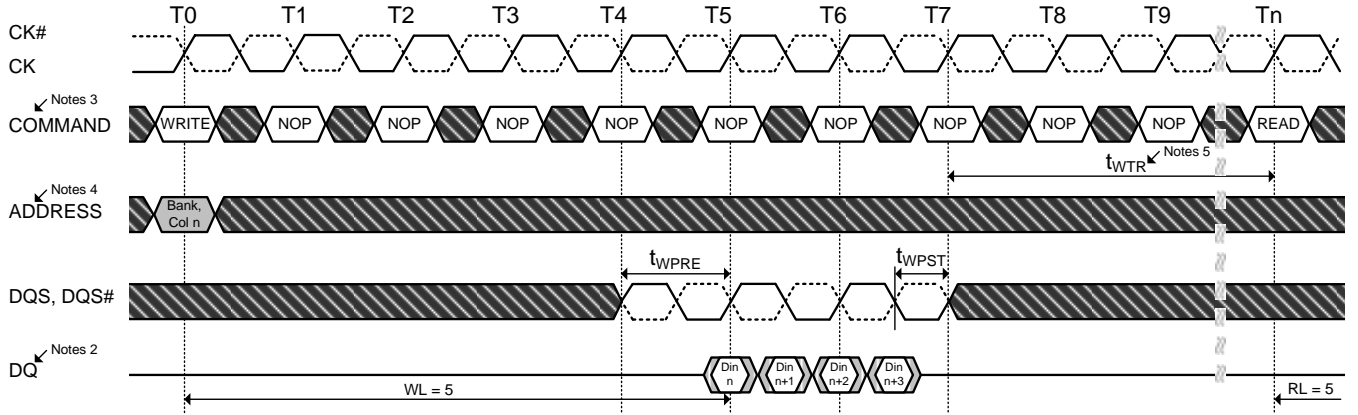 T0 T1 T2 T3 T4 T5 T6 T7 T8 T9 Tn
CK#
CK
Notes 3
COMMAND WRITE NOP NOP NOP NOP NOP NOP NOP NOP NOP READ
tWTR Notes 5
Notes 4
ADDRESS Bank,
Col n
tWPRE tWPST
DQS, DQS#
Notes 2
DQ
Din Din Din Din
n n+1 n+2 n+3
WL = 5 RL = 5